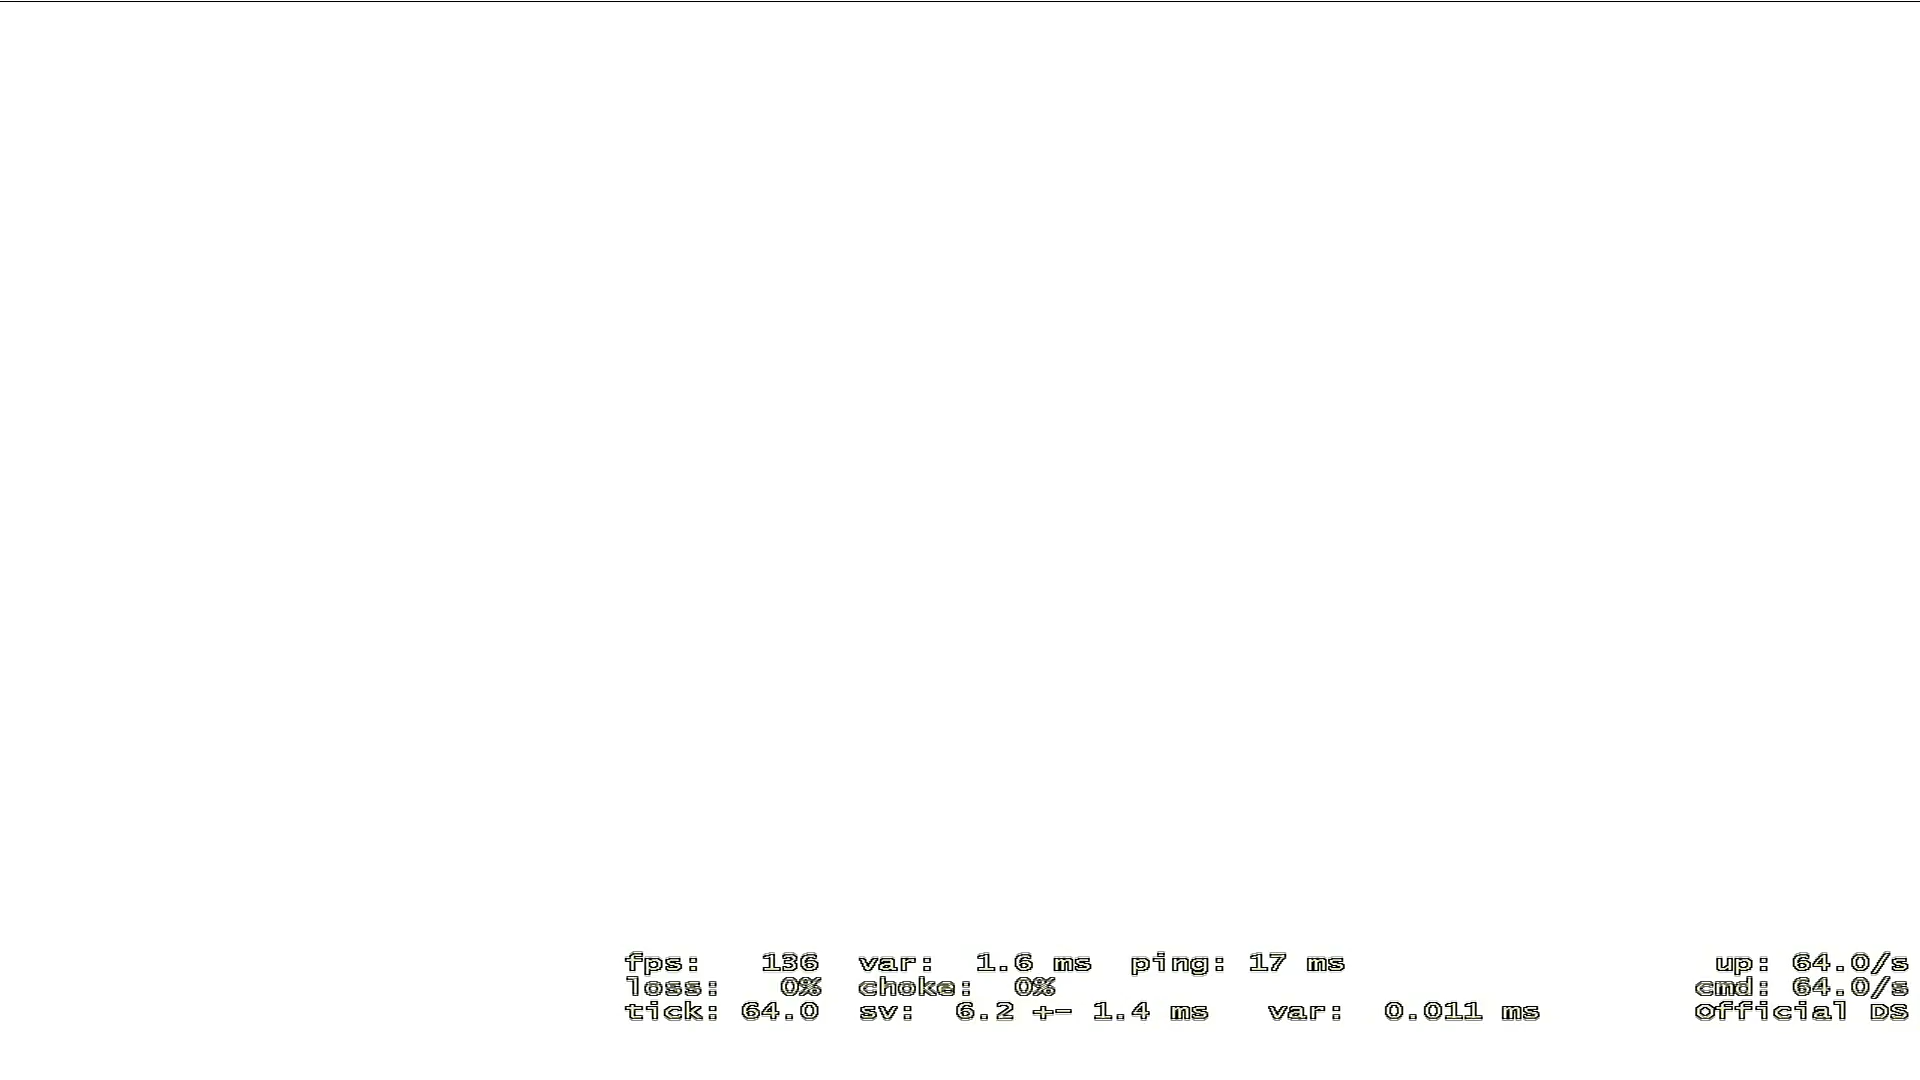 fps: 136 var: 1.6 ms ping: 17 ms up: 64.0/s
loss: 0% choke: 0% cmd: 64.0/s
tick: 64.0 sv: 6.2 +- 1.4 ms var: 0.011 ms Official DS